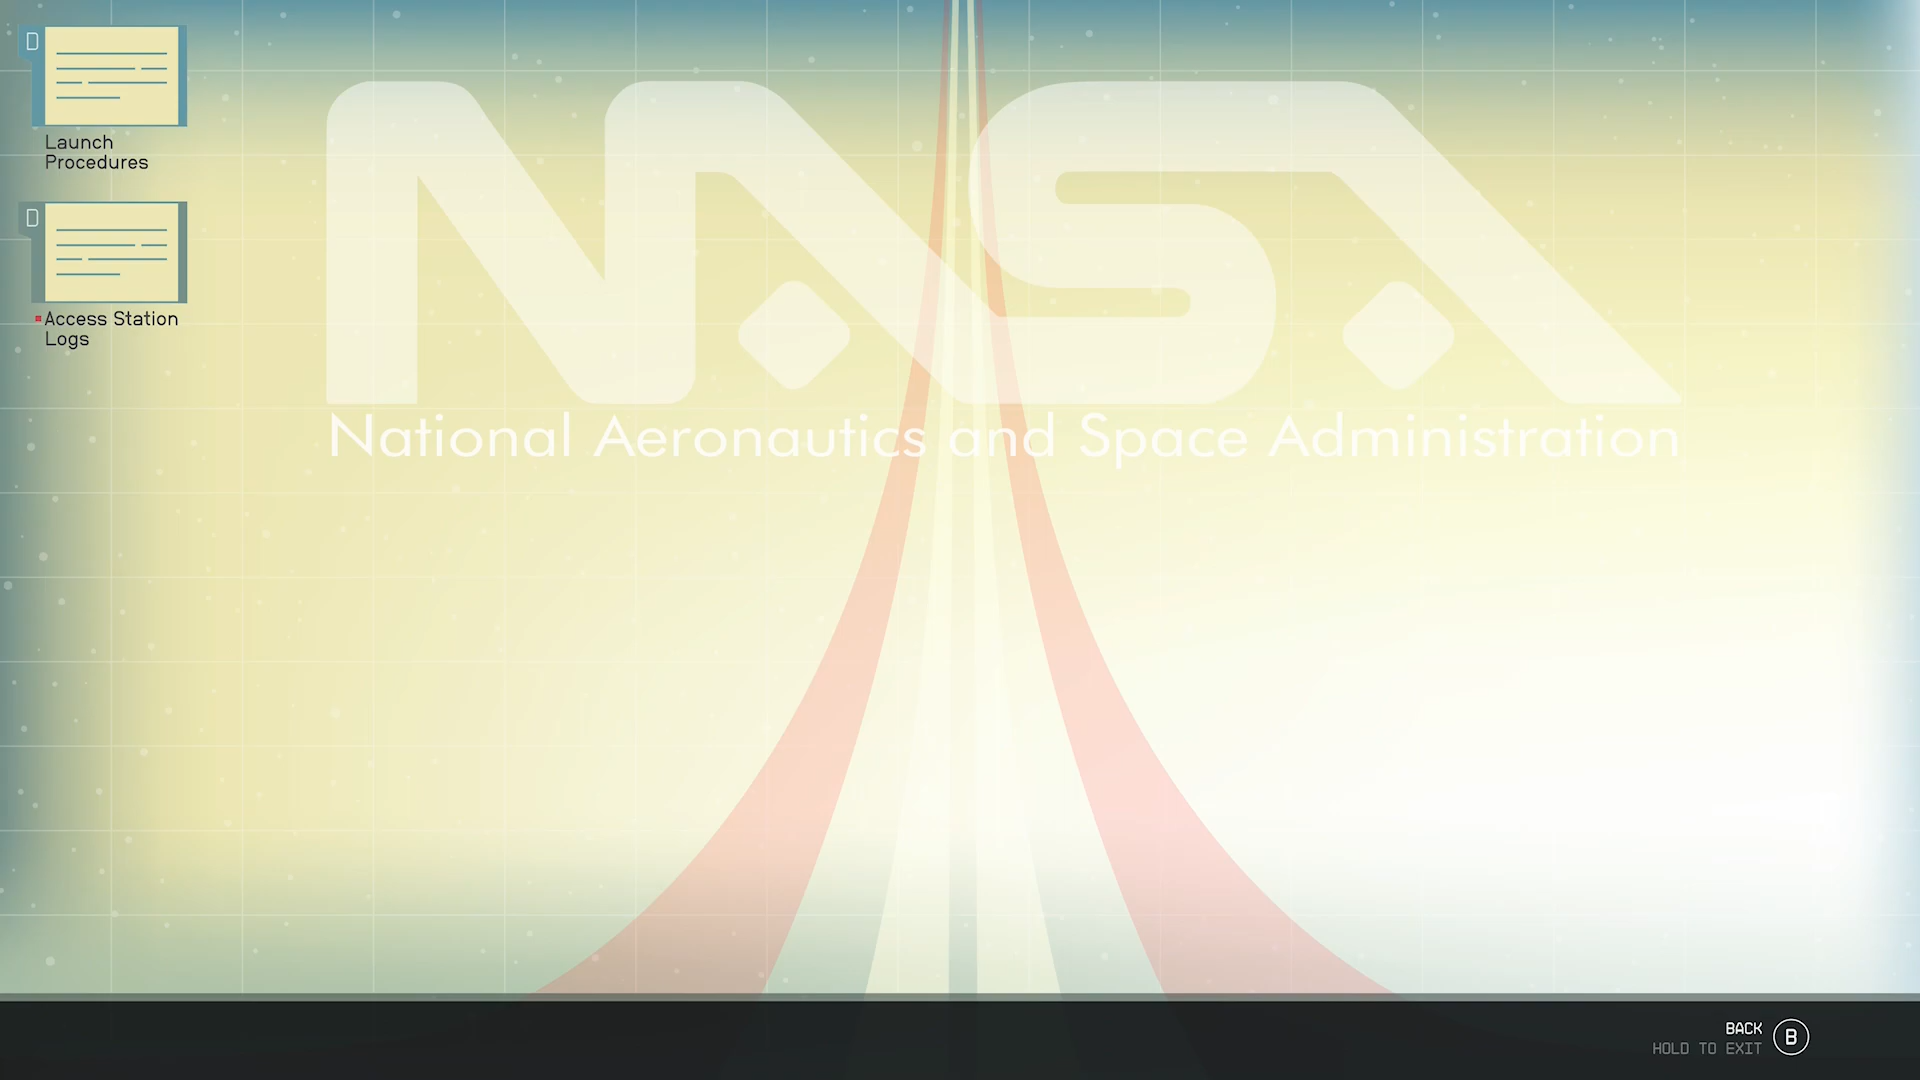 D
Launch
Procedures
D
Access Station
Logs
NASA
National Aeronautics and Space Administration
BACK
HOLD TO EXIT
B